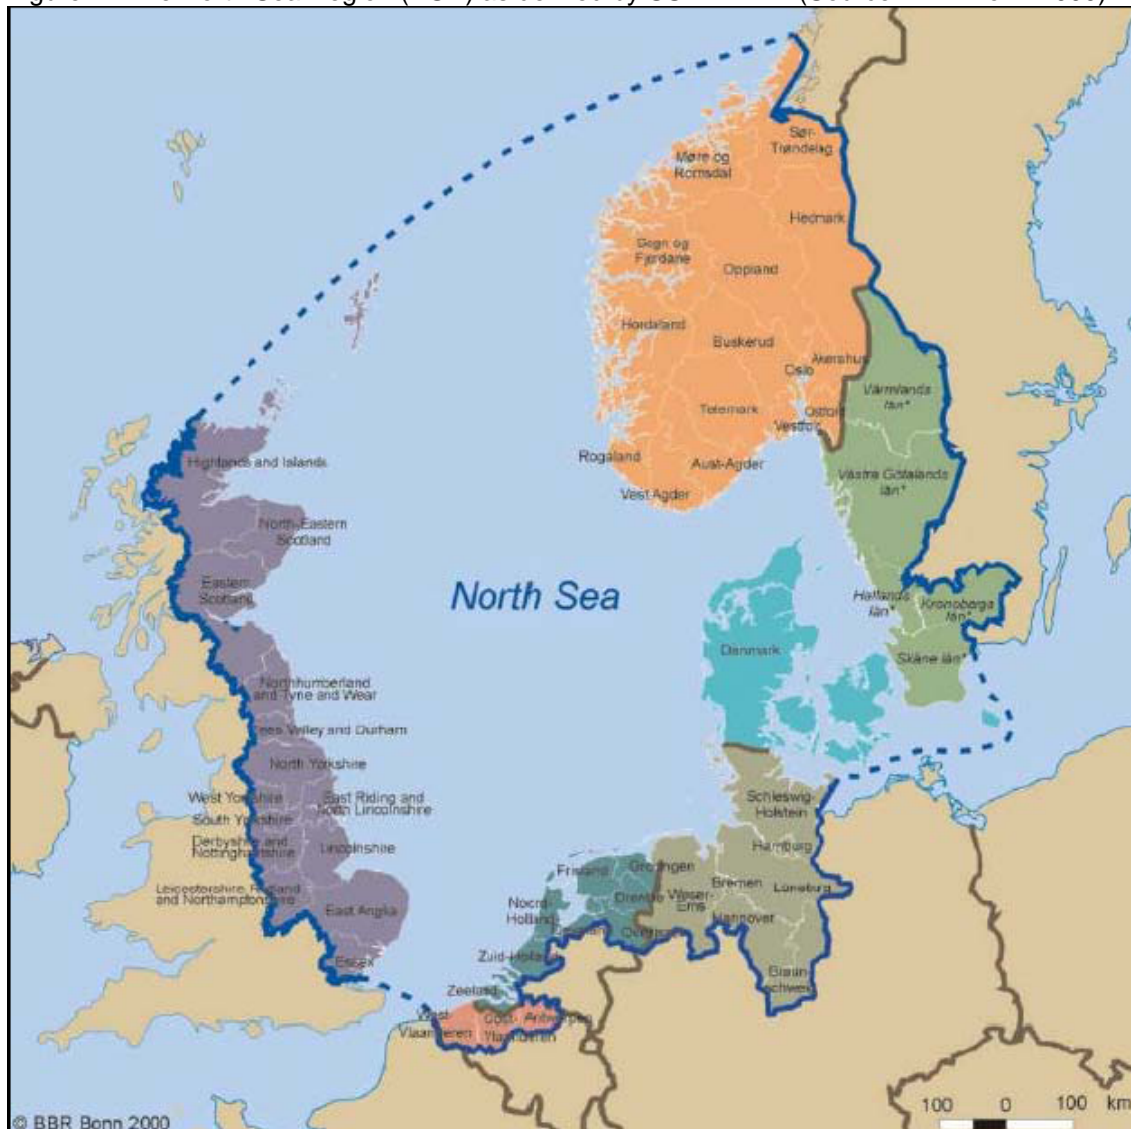 Sør-
Trøndelag
Møre og
Romsdal
Hedmark
Sogn og
Fjordane
Oppland
Hordaland
Buskerud
Akershus
Oslo
Värmlands
län*
Telemark
Østfold
Vestfold
Rogaland
Aust-Agder
Vest-Agder
Västra Götalands
län*
Highlands and Islands
North-Eastern
Scotland
Eastern
Scotland
North Sea
Hallands
län*
Kronobergs
län*
Skåne län*
Danmark
Northhumberland
and Tyne and Wear
Tees Valley and Durham
North Yorkshire
West Yorkshire
East Riding and
North Lincolnshire
South Yorkshire
Derbyshire and
Nottinghamshire
Lincolnshire
Leicestershire, Rutland
and Northamptonshire
East Anglia
Essex
Schleswig-
Holstein
Hamburg
Groningen
Frisland
Drenthe
Weser-
Ems
Bremen
Lüneburg
Noord-
Holland
Hannover
Overijssel
Zuid-Holland
Braun-
schweig
Zeeland
West-
Vlaanderen
Oost-
Vlaanderen
Antwerpen
© BBR Bonn 2000
100 0 100 km